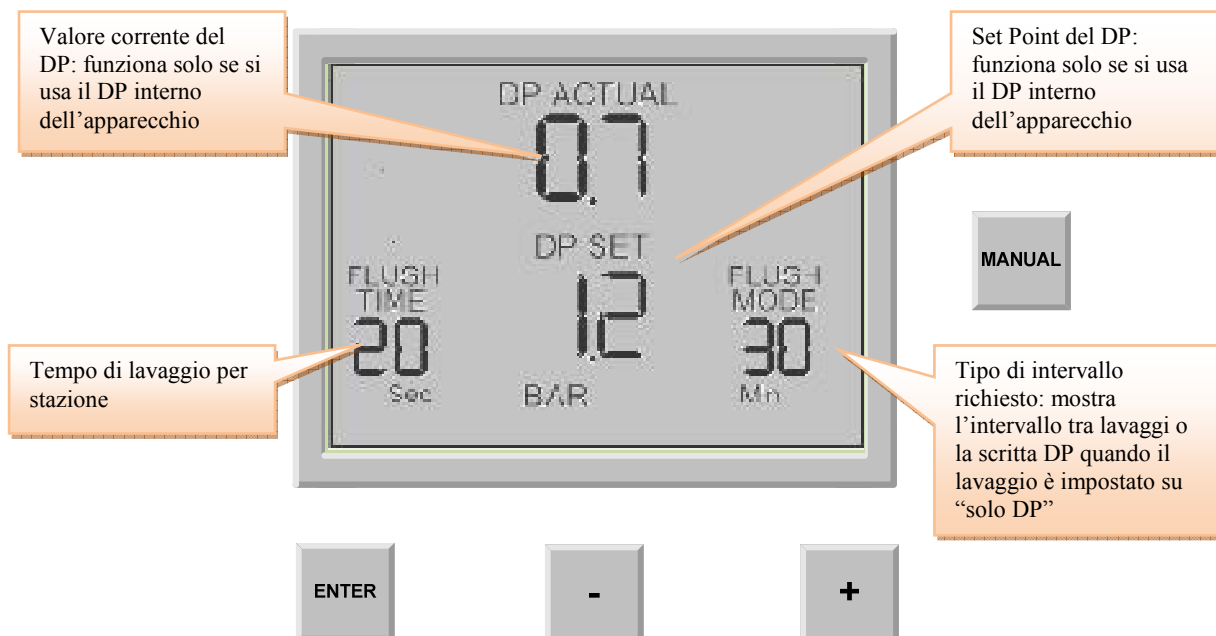 Valore corrente del
DP: funziona solo se si
usa il DP interno
dell’apparecchio
Set Point del DP:
funziona solo se si usa
il DP interno
dell’apparecchio
DP ACTUAL
0.7
DP SET
1.2
BAR
FLUSH
TIME
20
Sec
FLUSH
MODE
30
Min
MANUAL
Tempo di lavaggio per
stazione
Tipo di intervallo
richiesto: mostra
l’intervallo tra lavaggi o
la scritta DP quando il
lavaggio è impostato su
“solo DP”
ENTER
-
+